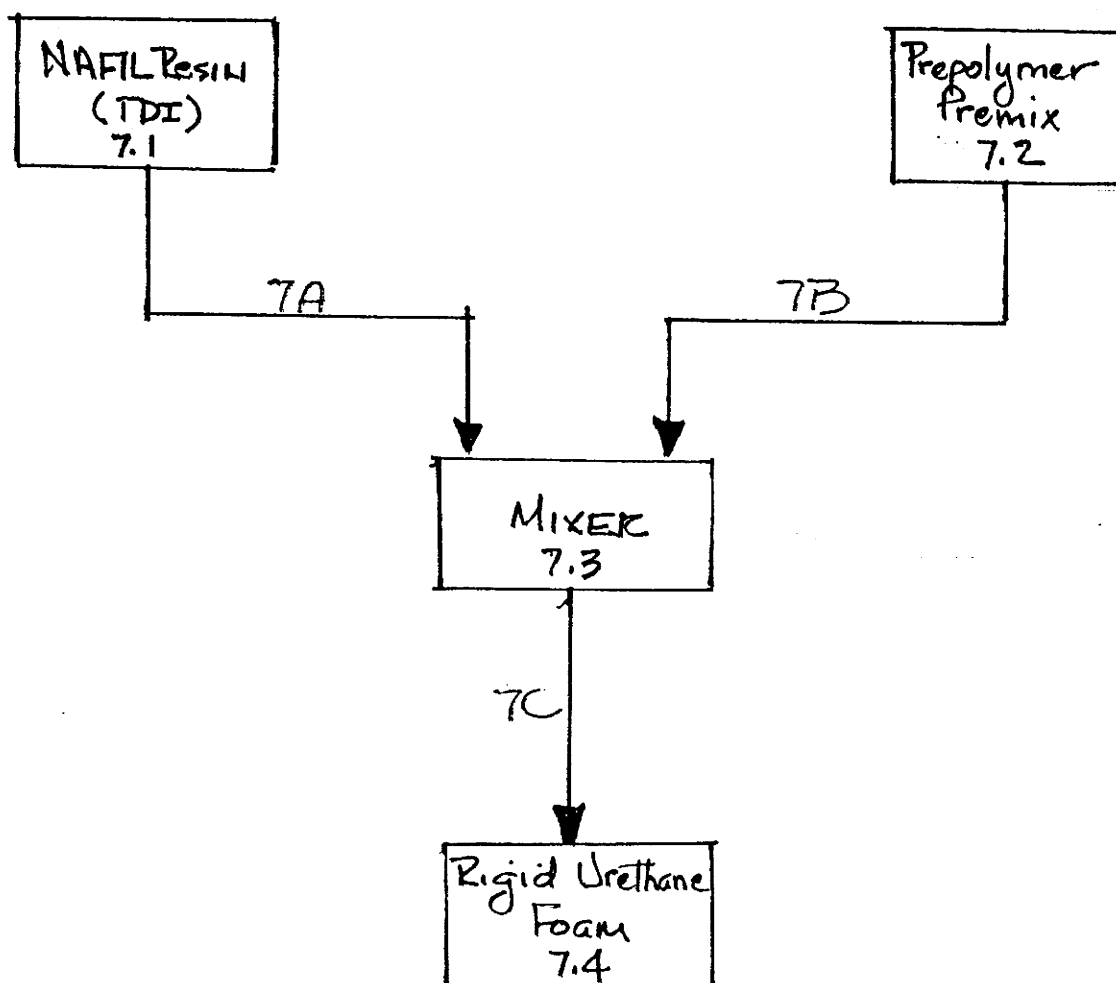 NAFIL Resin
(TDI)
7.1
Prepolymer
Premix
7.2
7A
7B
MIXER
7.3
7C
Rigid Urethane
Foam
7.4